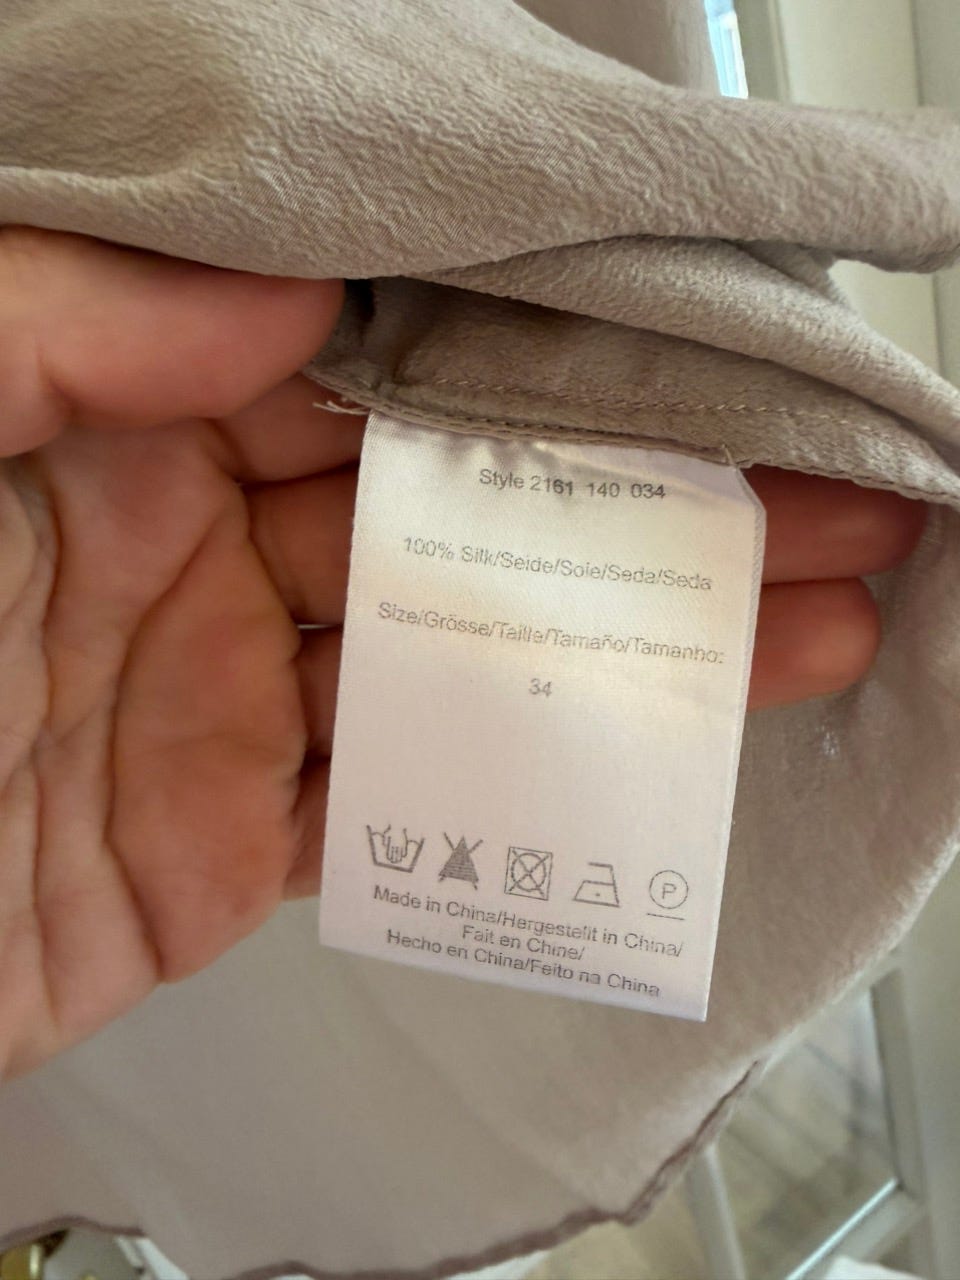 Style 2161 140 034
100% Silk/Seide/Soie/Seda/Seda
Size/Grösse/Taille/Tamaño/Tamanho:
34
P
Made in China/Hergestellt in China/
Fait en Chine/
Hecho en China/Feito na China